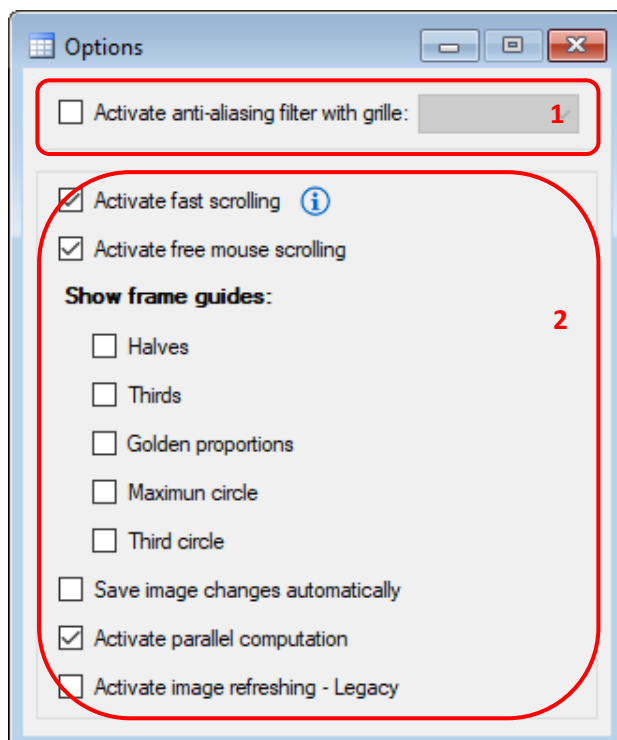 Options
Activate anti-aliasing filter with grille: 1
Activate fast scrolling
Activate free mouse scrolling
Show frame guides:
2
Halves
Thirds
Golden proportions
Maximun circle
Third circle
Save image changes automatically
Activate parallel computation
Activate image refreshing - Legacy